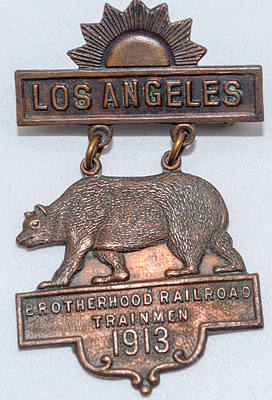 LOS ANGELES
BROTHERHOOD RAILROAD
TRAINMEN
1913